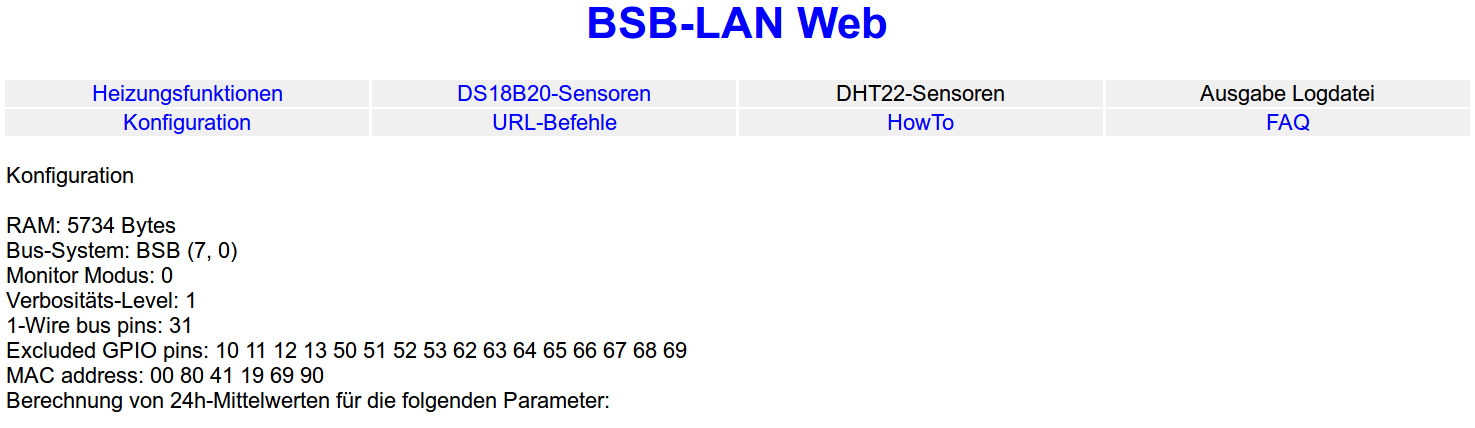 BSB-LAN Web
Heizungsfunktionen DS18B20-Sensoren DHT22-Sensoren Ausgabe Logdatei
Konfiguration URL-Befehle HowTo FAQ
Konfiguration
RAM: 5734 Bytes
Bus-System: BSB (7, 0)
Monitor Modus: 0
Verbositäts-Level: 1
1-Wire bus pins: 31
Excluded GPIO pins: 10 11 12 13 50 51 52 53 62 63 64 65 66 67 68 69
MAC address: 00 80 41 19 69 90
Berechnung von 24h-Mittelwerten für die folgenden Parameter: